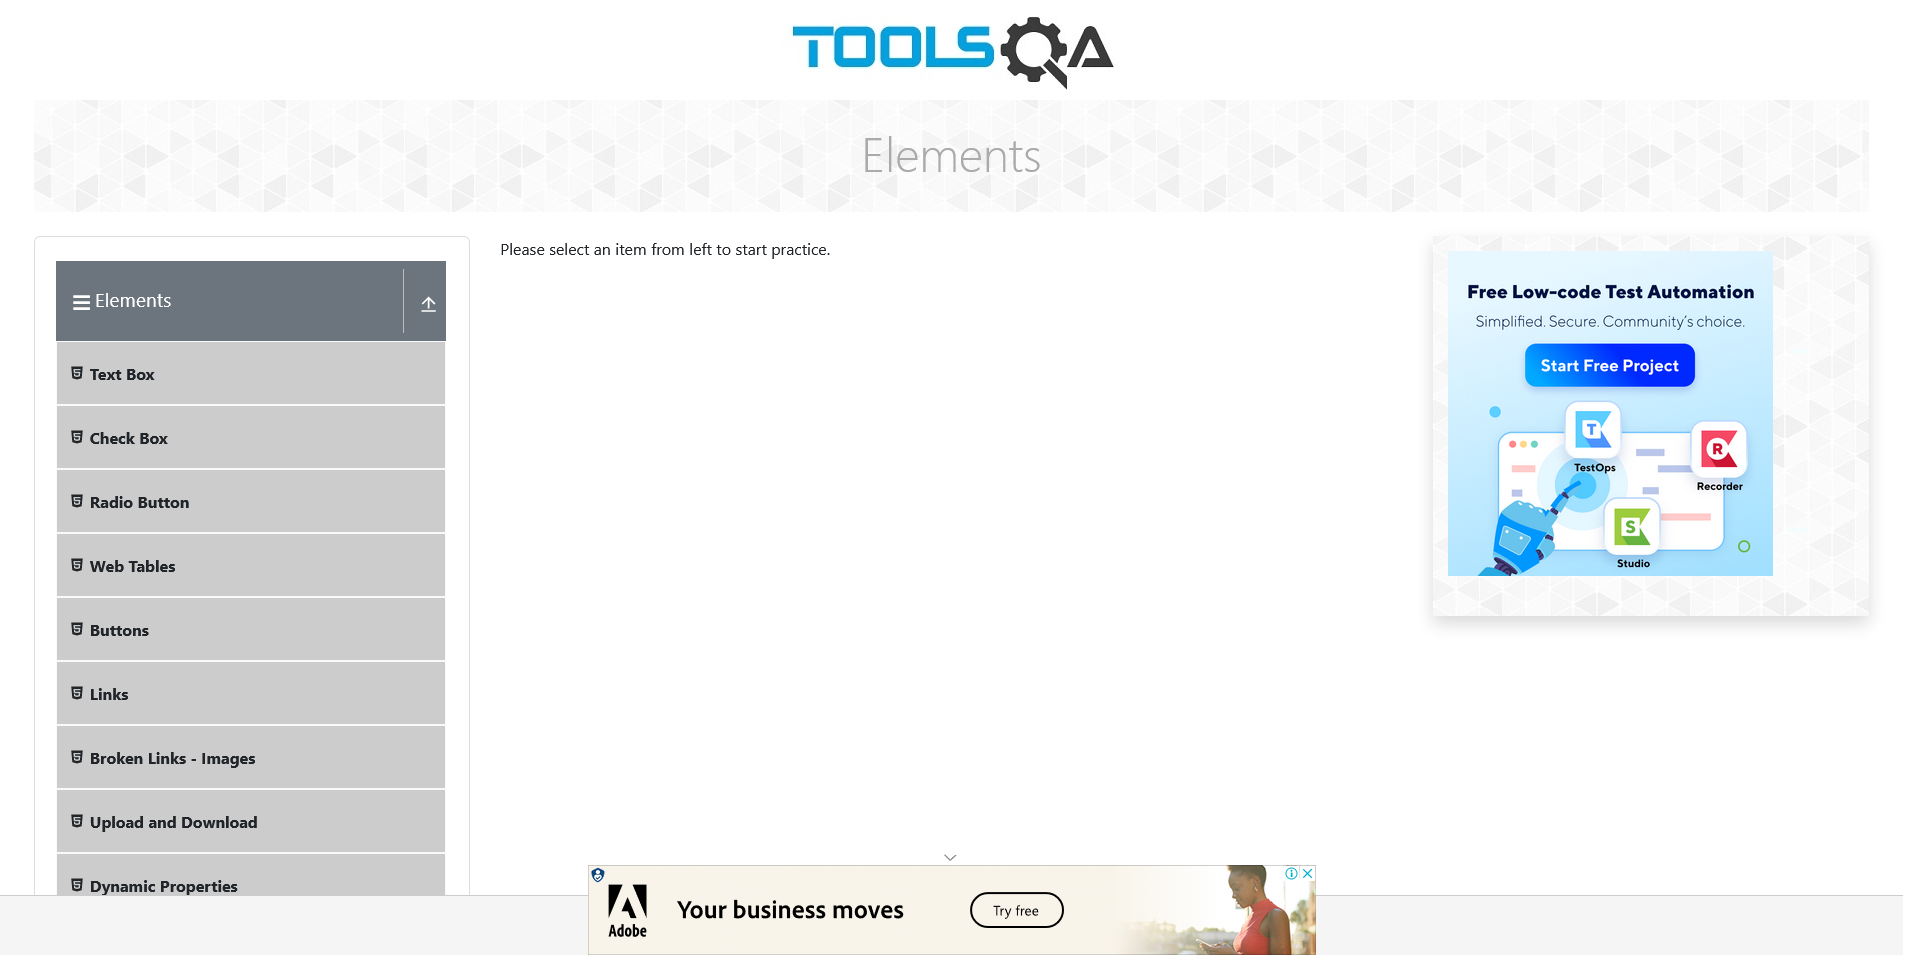 TOOLSQA
Elements
Elements
Text Box
Check Box
Radio Button
Web Tables
Buttons
Links
Broken Links - Images
Upload and Download
Dynamic Properties
Please select an item from left to start practice.
Free Low-code Test Automation
Simplified. Secure. Community's choice.
Start Free Project
T
TestOps
R
Recorder
S
Studio
Adobe
Your business moves
Try free